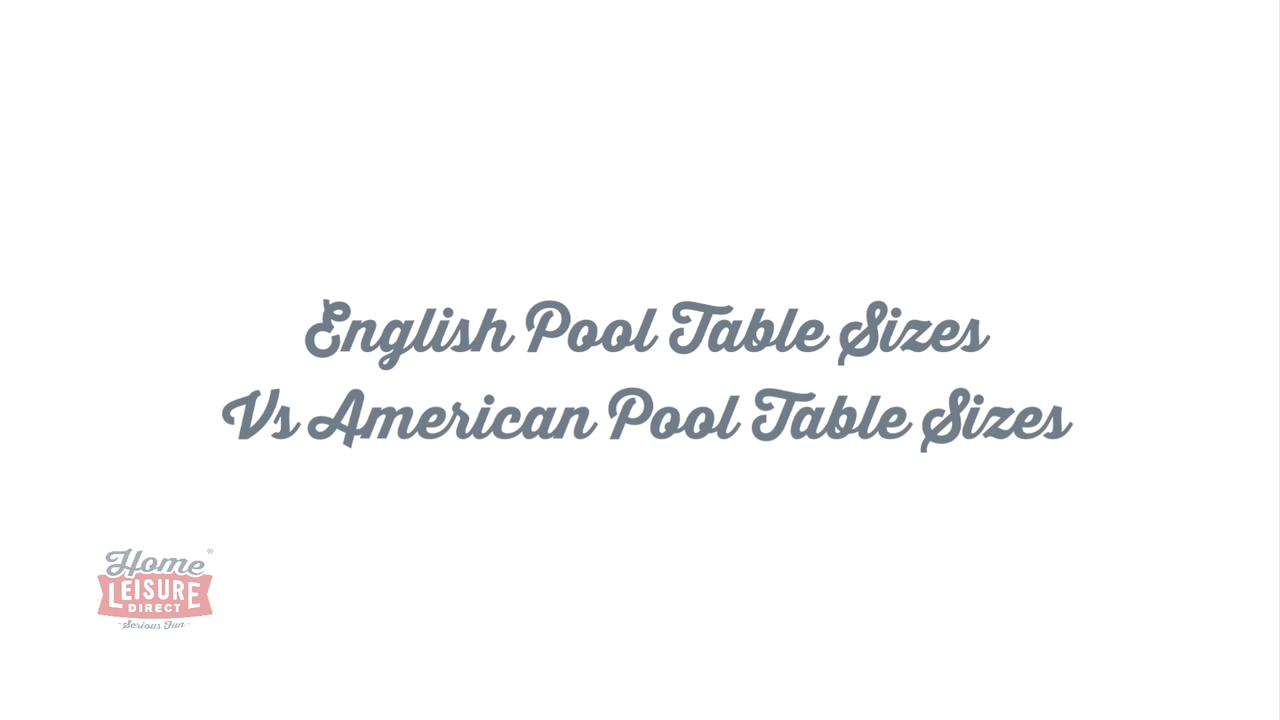 English Pool Table Sizes
Vs American Pool Table Sizes
Home®
LEISURE
DIRECT
- Serious Fun -